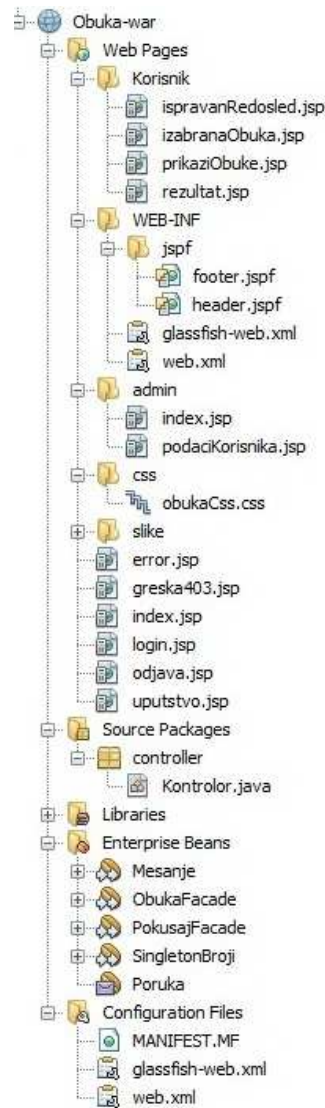 Obuka-war
Web Pages
Korisnik
ispravanRedosled.jsp
izabranaObuka.jsp
prikaziObuke.jsp
rezultat.jsp
WEB-INF
jspf
footer.jspf
header.jspf
glassfish-web.xml
web.xml
admin
index.jsp
podaciKorisnika.jsp
css
obukaCss.css
slike
error.jsp
greska403.jsp
index.jsp
login.jsp
odjava.jsp
uputstvo.jsp
Source Packages
controller
Kontrolor.java
Libraries
Enterprise Beans
Mesanje
ObukaFacade
PokusajFacade
SingletonBroji
Poruka
Configuration Files
MANIFEST.MF
glassfish-web.xml
web.xml